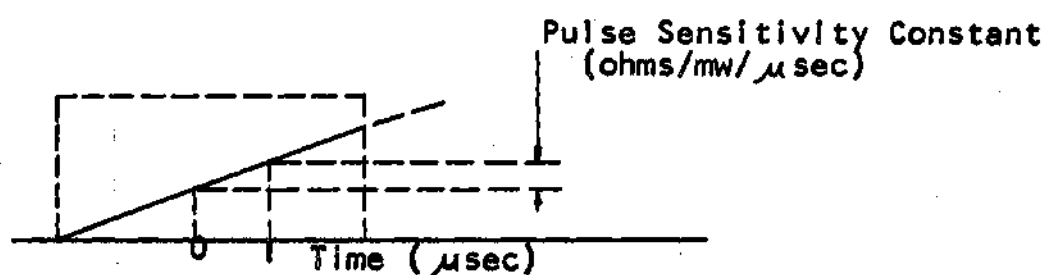 Pulse Sensitivity Constant
(ohms/mw/μsec)
0 1 Time (μsec)